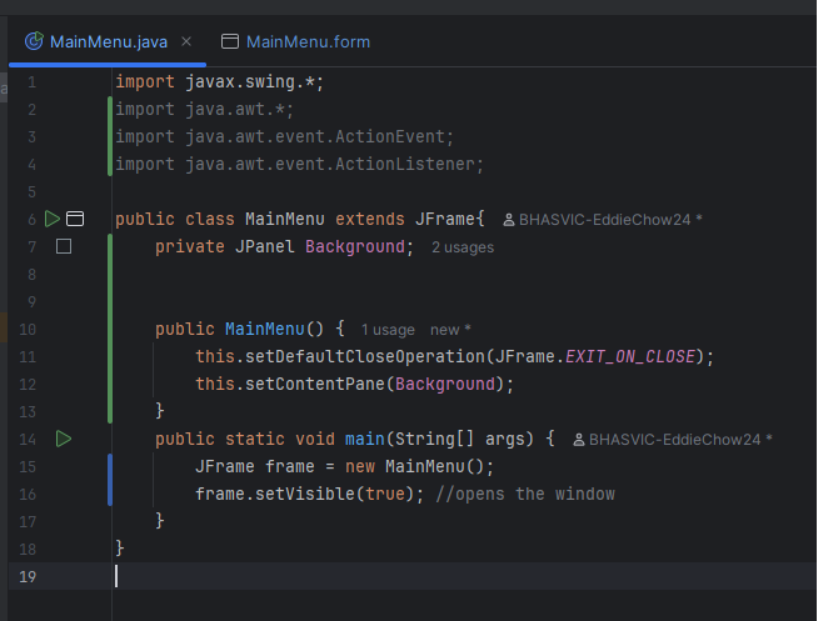 MainMenu.java × MainMenu.form
1 import javax.swing.*;
2 import java.awt.*;
3 import java.awt.event.ActionEvent;
4 import java.awt.event.ActionListener;
5
6 public class MainMenu extends JFrame{ BHASVIC-EddieChow24 *
7 private JPanel Background; 2 usages
8
9
10 public MainMenu() { 1 usage new *
11 this.setDefaultCloseOperation(JFrame.EXIT_ON_CLOSE);
12 this.setContentPane(Background);
13 }
14 public static void main(String[] args) { BHASVIC-EddieChow24 *
15 JFrame frame = new MainMenu();
16 frame.setVisible(true); //opens the window
17 }
18 }
19